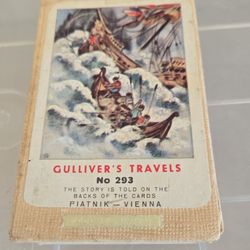 GULLIVER'S TRAVELS
No 293
THE STORY IS TOLD ON THE
BACKS OF THE CARDS
PIATNIK — VIENNA